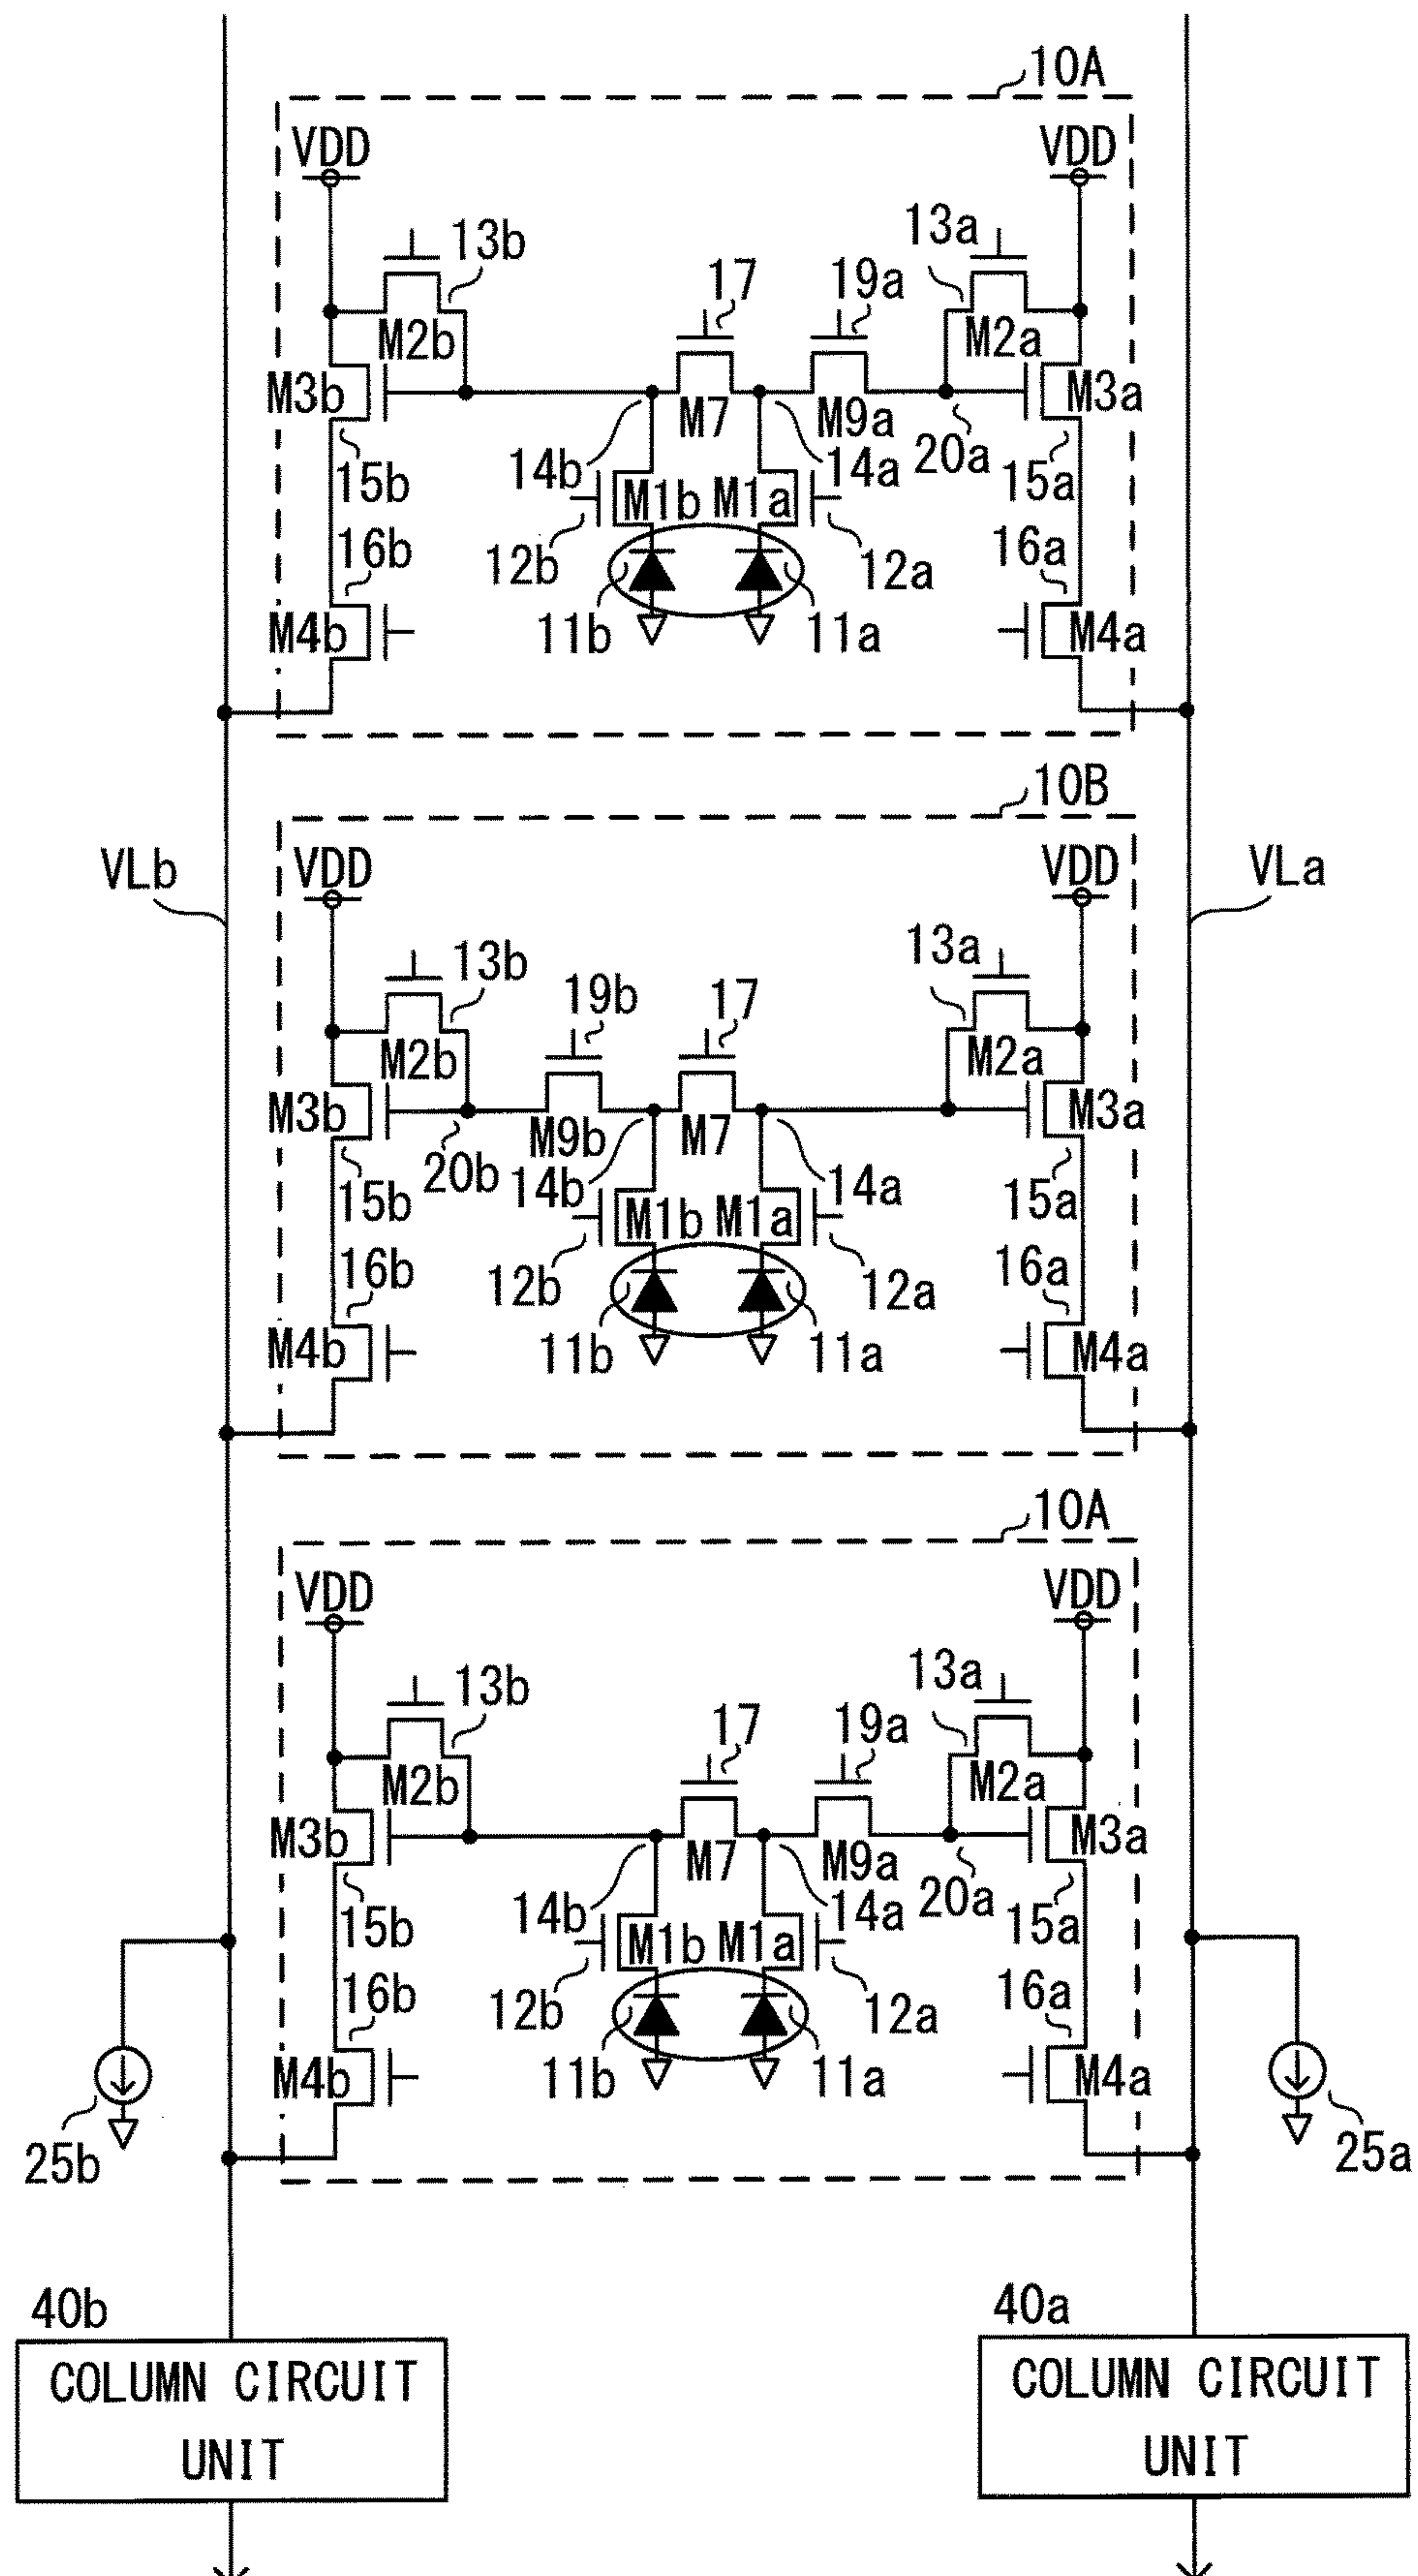 10A
VDD
VDD
13b
13a
17
19a
M2b
M2a
M3b
M7
M9a
M3a
15b
14b
14a
20a
15a
M1b
M1a
16b
16a
12b
12a
M4b
11b
11a
M4a
10B
VLb
VDD
VDD
VLa
13b
13a
19b
17
M2b
M2a
M3b
M9b
M7
M3a
15b
20b
14b
14a
15a
M1b
M1a
16b
16a
12b
12a
M4b
11b
11a
M4a
10A
VDD
VDD
13b
13a
17
19a
M2b
M2a
M3b
M7
M9a
M3a
15b
14b
14a
20a
15a
M1b
M1a
16b
16a
12b
12a
M4b
11b
11a
M4a
25b
25a
40b
40a
COLUMN CIRCUIT
UNIT
COLUMN CIRCUIT
UNIT